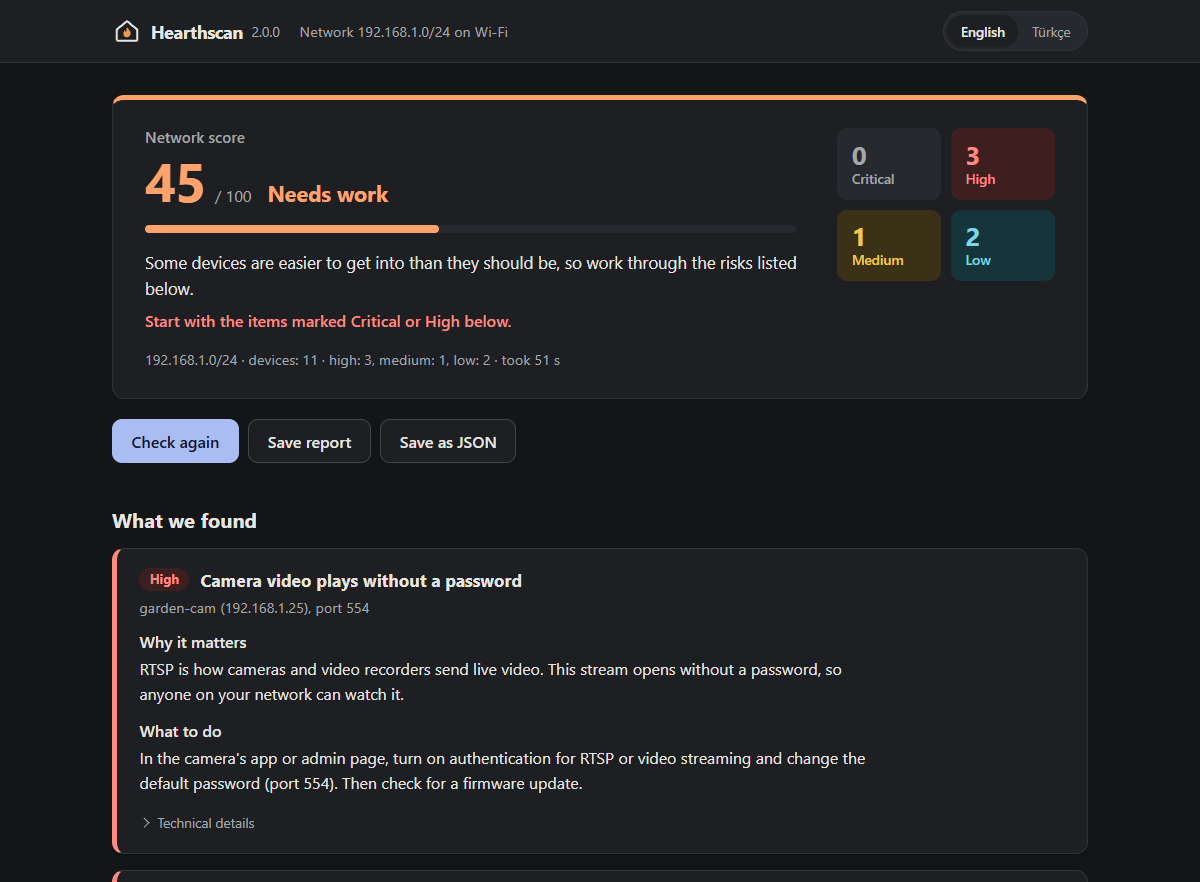 Hearthscan 2.0.0 Network 192.168.1.0/24 on Wi-Fi
English Türkçe
Network score
45 / 100 Needs work
Some devices are easier to get into than they should be, so work through the risks listed
below.
Start with the items marked Critical or High below.
192.168.1.0/24 · devices: 11 · high: 3, medium: 1, low: 2 · took 51 s
0
Critical
3
High
1
Medium
2
Low
Check again
Save report
Save as JSON
What we found
High Camera video plays without a password
garden-cam (192.168.1.25), port 554
Why it matters
RTSP is how cameras and video recorders send live video. This stream opens without a password, so
anyone on your network can watch it.
What to do
In the camera's app or admin page, turn on authentication for RTSP or video streaming and change the
default password (port 554). Then check for a firmware update.
Technical details